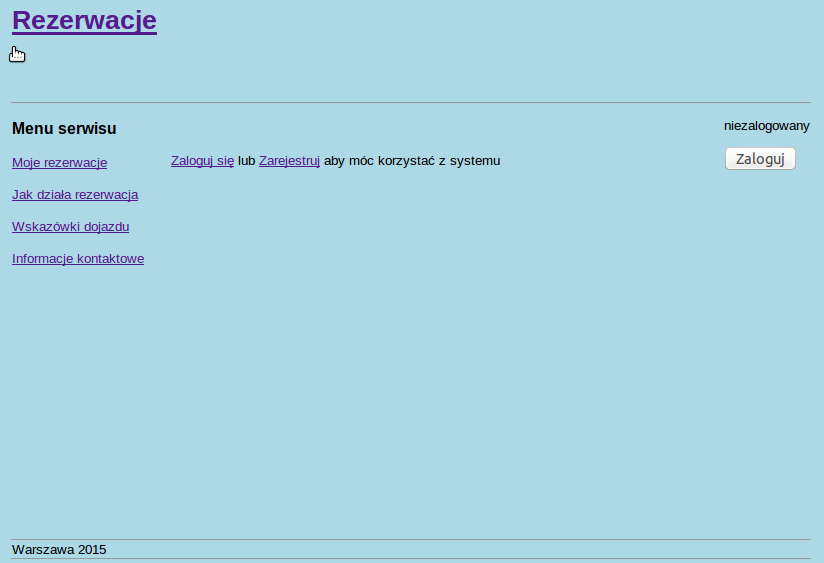 Rezerwacje
Menu serwisu
Moje rezerwacje
Jak działa rezerwacja
Wskazówki dojazdu
Informacje kontaktowe
Zaloguj się lub Zarejestruj aby móc korzystać z systemu
niezalogowany
Zaloguj
Warszawa 2015